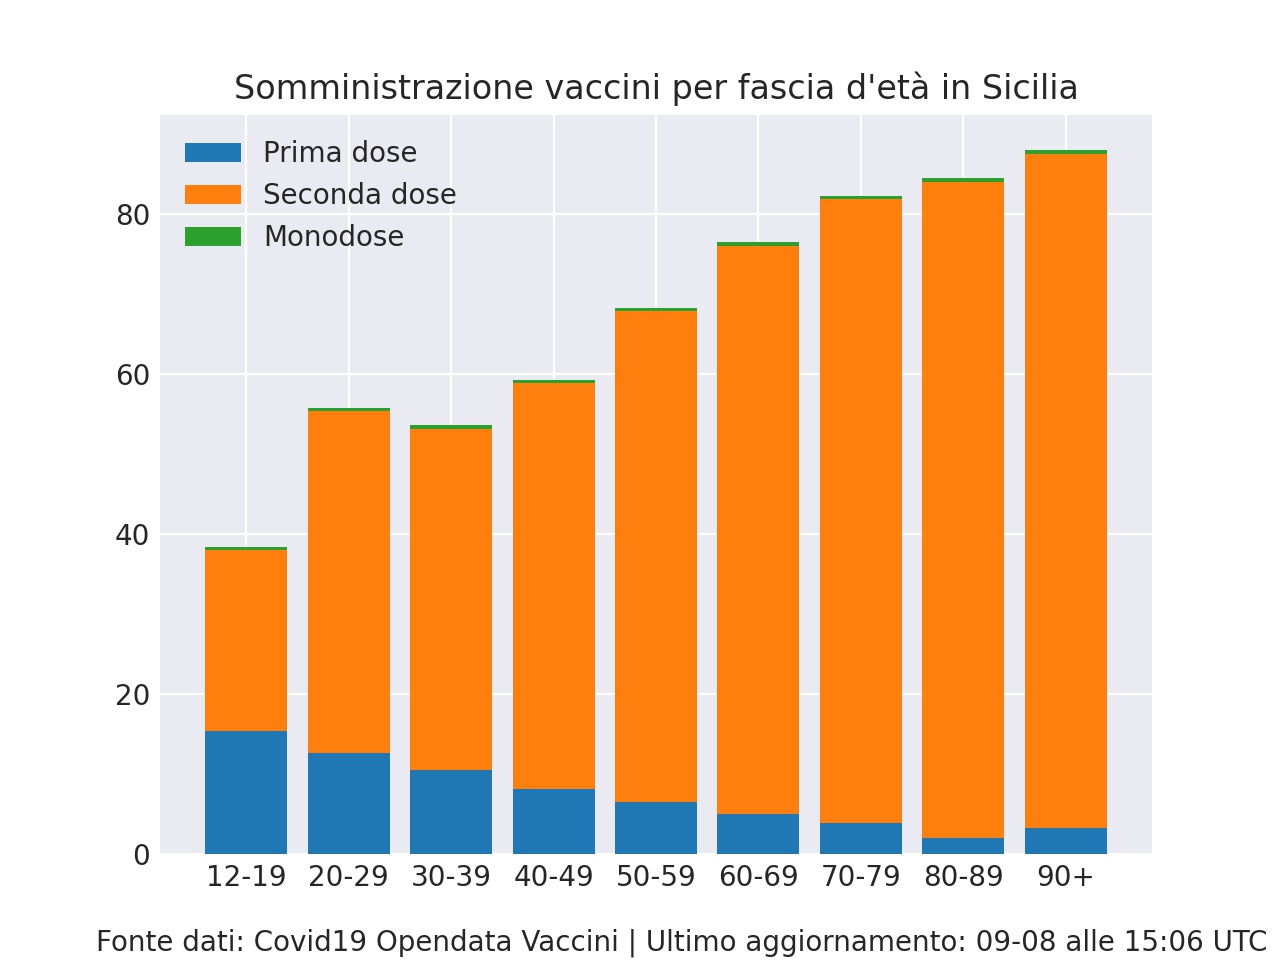 Somministrazione vaccini per fascia d'età in Sicilia
Prima dose
Seconda dose
Monodose
80
60
40
20
0
12-19 20-29 30-39 40-49 50-59 60-69 70-79 80-89 90+
Fonte dati: Covid19 Opendata Vaccini | Ultimo aggiornamento: 09-08 alle 15:06 UTC